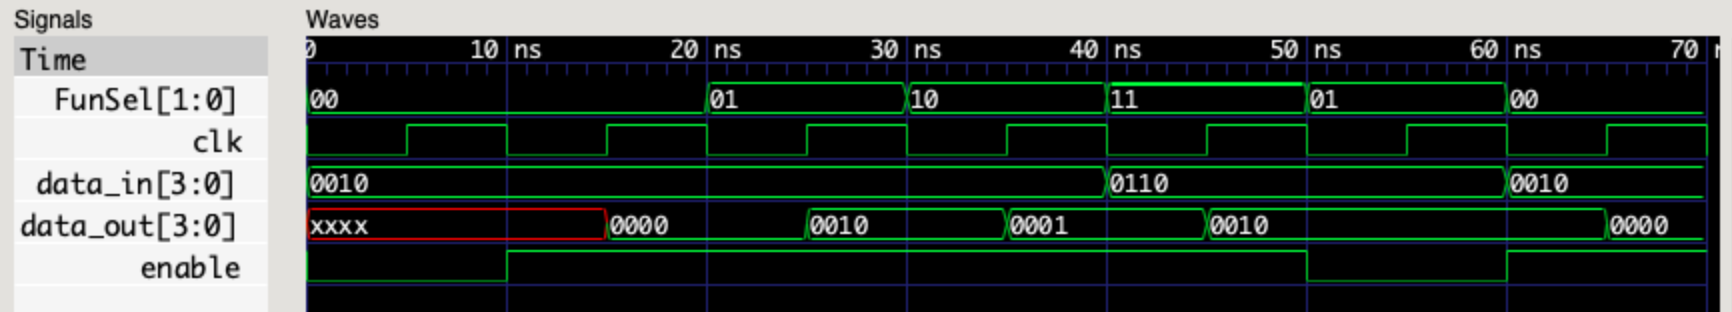 Signals Waves
Time 0 10 ns 20 ns 30 ns 40 ns 50 ns 60 ns 70
FunSel[1:0] 00 01 10 11 01 00
clk
data_in[3:0] 0010 0110 0010
data_out[3:0] xxxx 0000 0010 0001 0010 0000
enable